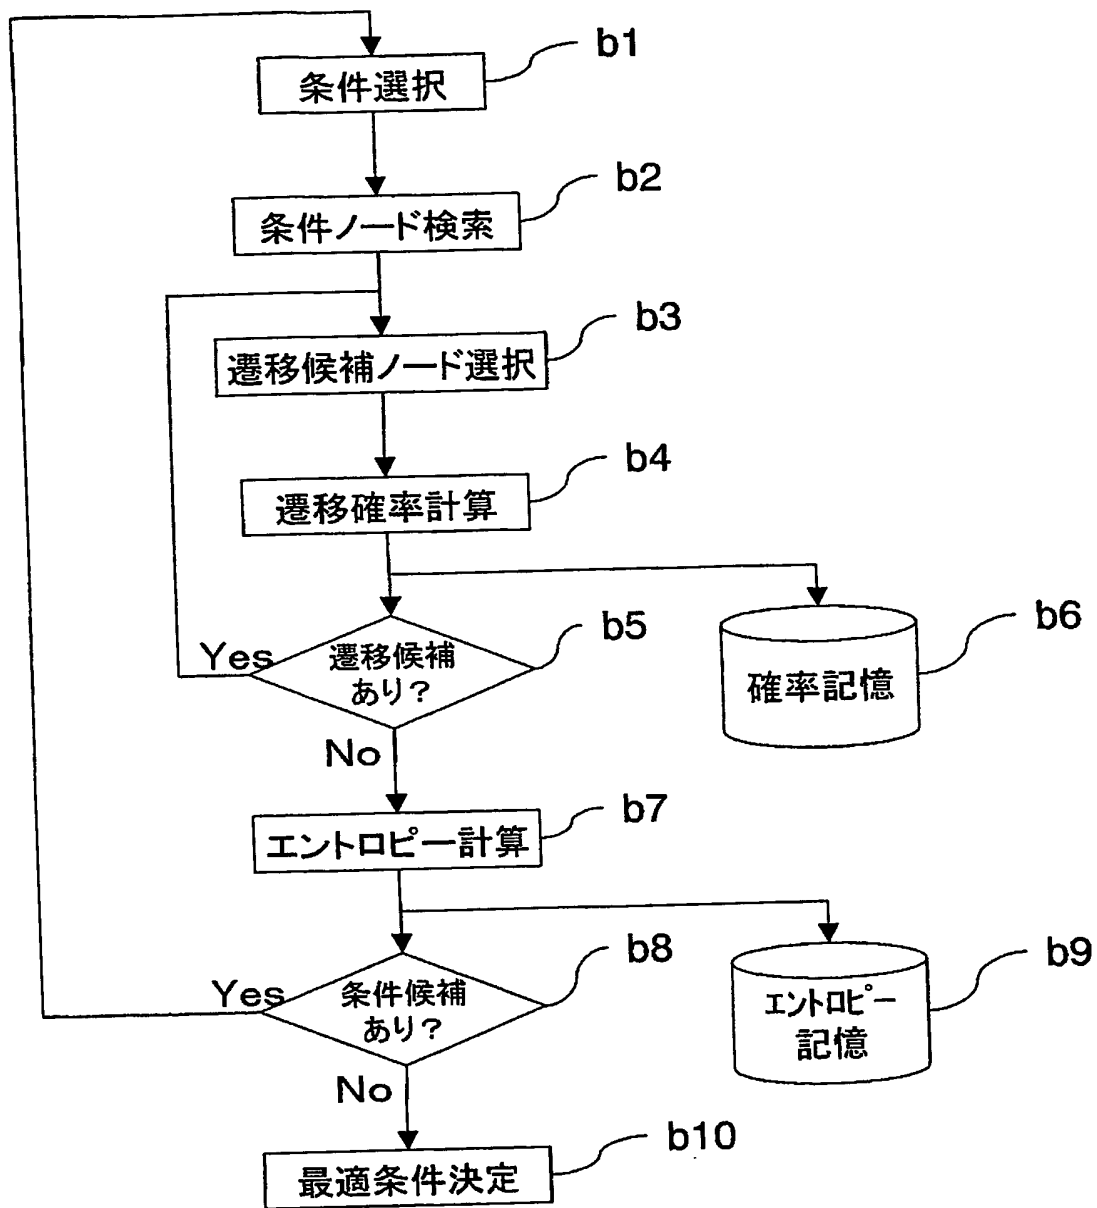 b1
条件選択
b2
条件ノード検索
b3
遷移候補ノード選択
b4
遷移確率計算
b5
Yes
遷移候補
あり?
b6
確率記憶
No
b7
エントロピー計算
b8
Yes
条件候補
あり?
b9
エントロピー
記憶
No
b10
最適条件決定